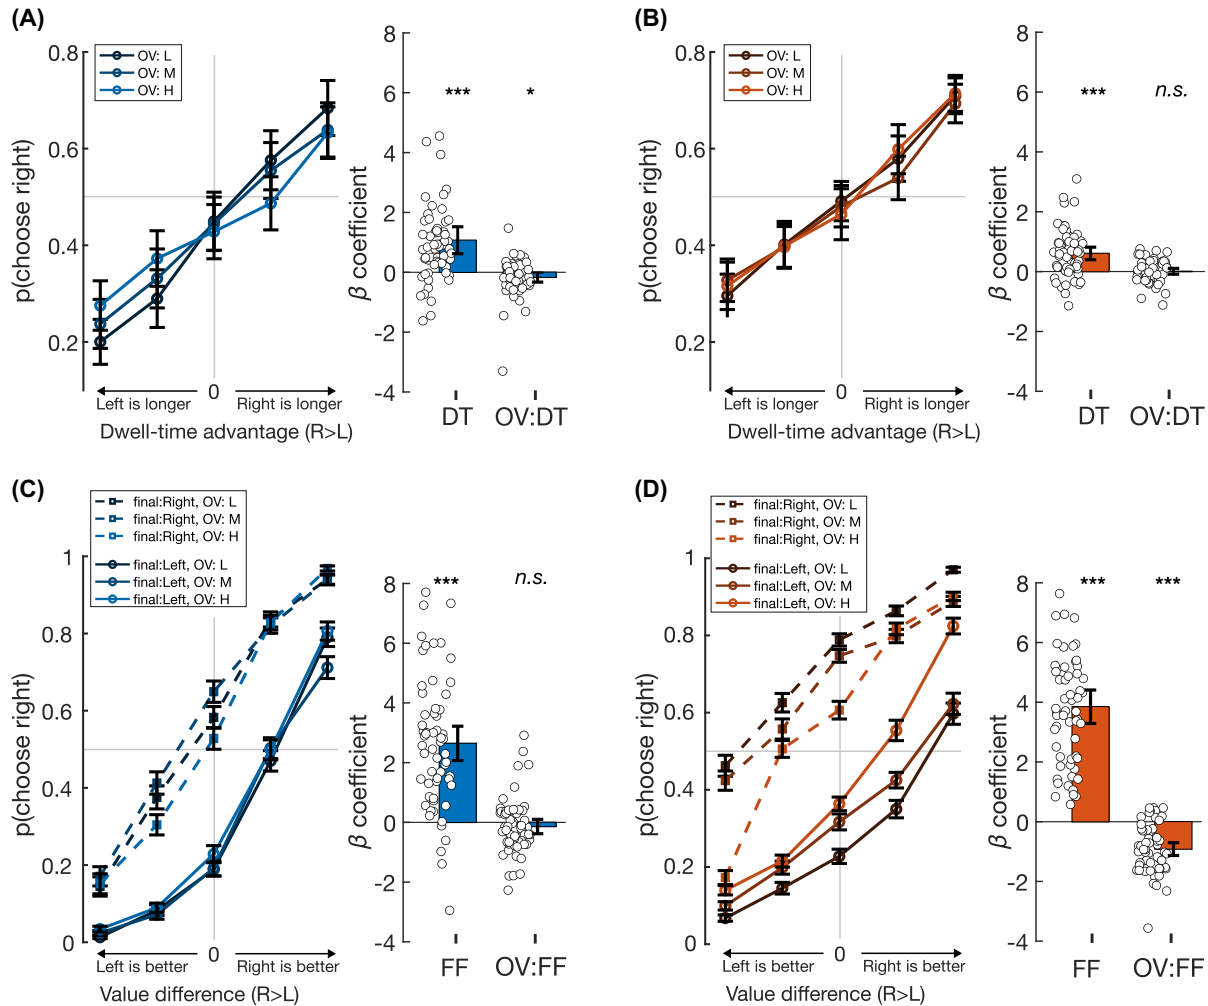 (A)
OV: L
OV: M
OV: H
0.8
0.6
0.4
0.2
p(choose right)
0
Left is longer
Right is longer
Dwell-time advantage (R>L)
8
6
4
2
0
-2
-4
β coefficient
***
*
DT
OV:DT
(B)
OV: L
OV: M
OV: H
0.8
0.6
0.4
0.2
p(choose right)
0
Left is longer
Right is longer
Dwell-time advantage (R>L)
8
6
4
2
0
-2
-4
β coefficient
***
n.s.
DT
OV:DT
(C)
final:Right, OV: L
final:Right, OV: M
final:Right, OV: H
final:Left, OV: L
final:Left, OV: M
final:Left, OV: H
1
0.8
0.6
0.4
0.2
0
p(choose right)
0
Left is better
Right is better
Value difference (R>L)
8
6
4
2
0
-2
-4
β coefficient
***
n.s.
FF
OV:FF
(D)
final:Right, OV: L
final:Right, OV: M
final:Right, OV: H
final:Left, OV: L
final:Left, OV: M
final:Left, OV: H
1
0.8
0.6
0.4
0.2
0
p(choose right)
0
Left is better
Right is better
Value difference (R>L)
8
6
4
2
0
-2
-4
β coefficient
***
***
FF
OV:FF